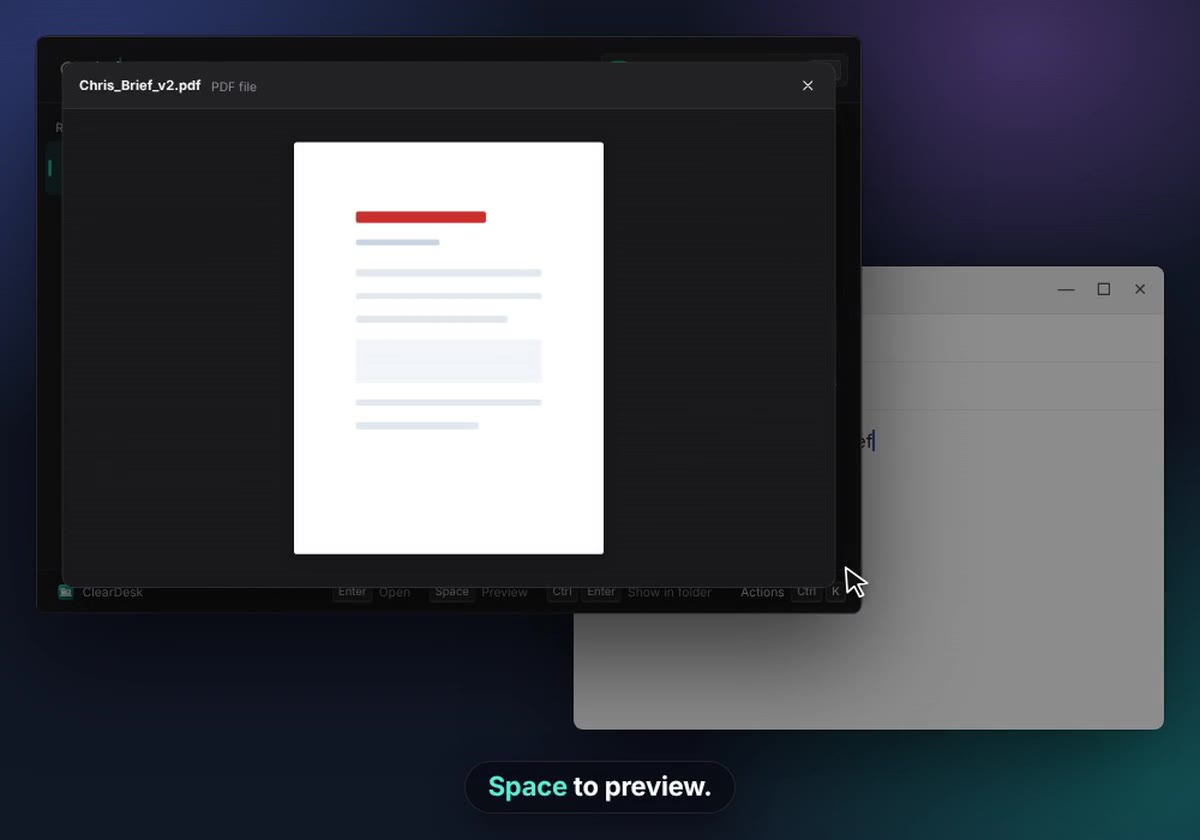 Chris_Brief_v2.pdf PDF file
ef
ClearDesk Enter Open Space Preview Ctrl Enter Show in folder Actions Ctrl K
Space to preview.